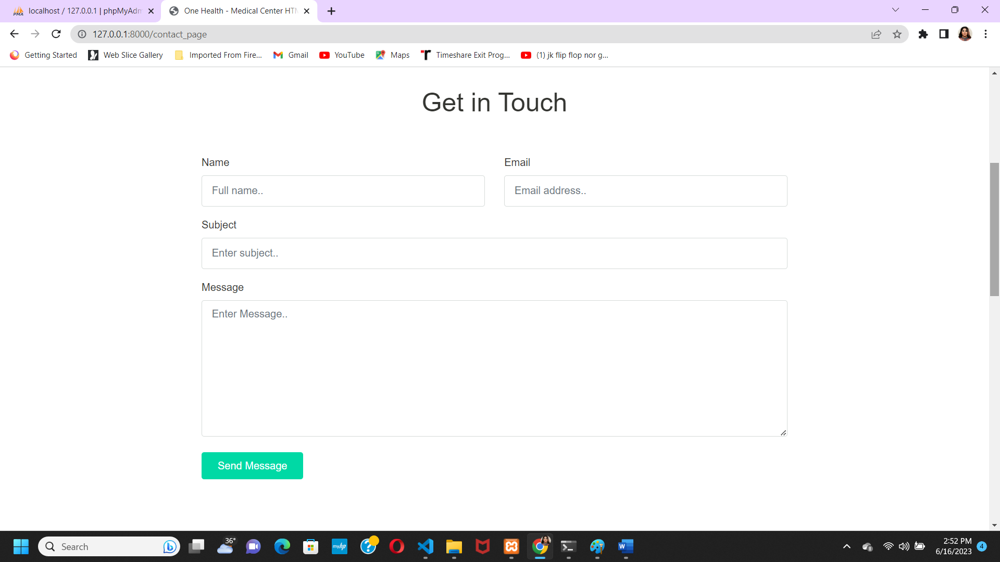 localhost / 127.0.0.1 | phpMyAdm
One Health - Medical Center HTM
127.0.0.1:8000/contact_page
Getting Started
Web Slice Gallery
Imported From Fire...
Gmail
YouTube
Maps
Timeshare Exit Prog...
(1) jk flip flop nor g...
Get in Touch
Name
Email
Full name..
Email address..
Subject
Enter subject..
Message
Enter Message..
Send Message
Search
36°
myhp
2:52 PM
6/16/2023
4